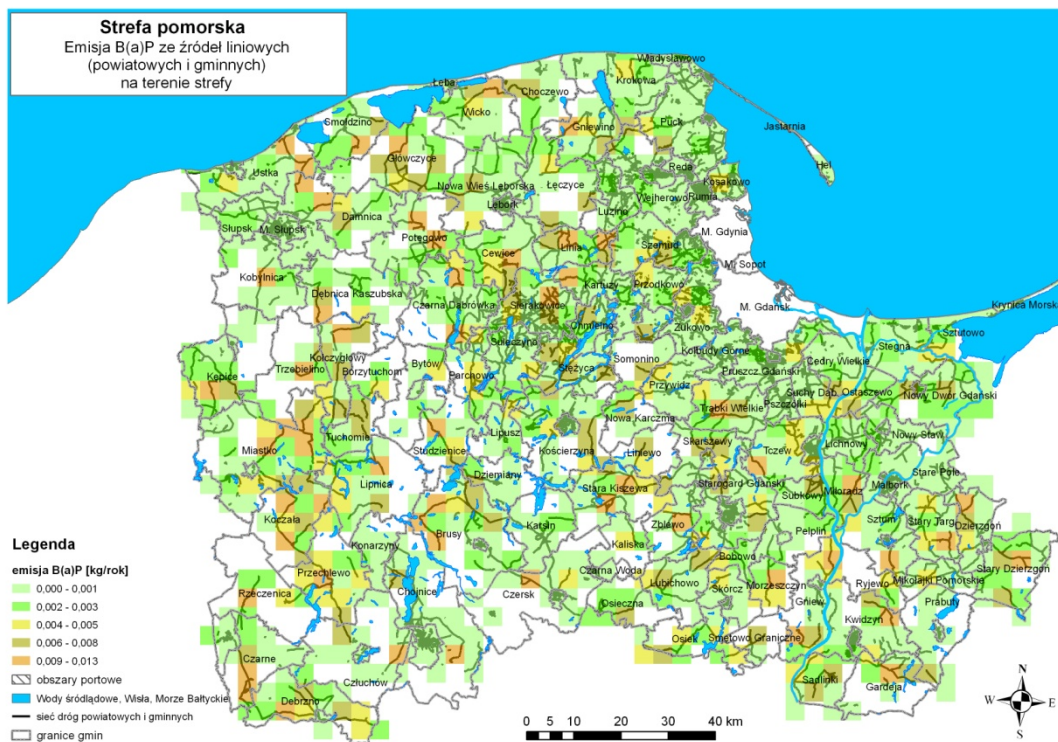 Strefa pomorska
Emisja B(a)P ze źródeł liniowych
(powiatowych i gminnych)
na terenie strefy
Władysławowo
Krokowa
Łeba
Choczewo
Wicko
Puck
Smołdzino
Gniewino
Jastarnia
Główczyce
Hel
Ustka
Reda
Nowa Wieś Lęborska
Łęczyce
Kosakowo
Wejherowo
Rumia
Lębork
Luzino
Damnica
Słupsk
M. Słupsk
M. Gdynia
Potęgowo
Linia
Szemud
Cewice
M. Sopot
Kobylnica
Kartuzy
Przodkowo
Dębnica Kaszubska
Czarna Dąbrówka
Sierakowice
M. Gdańsk
Krynica Morska
Chmielno
Żukowo
Sztutowo
Sulęczyno
Stegna
Kolbudy Górne
Kołczygłowy
Somonino
Cedry Wielkie
Trzebielino
Borzytuchom
Bytów
Parchowo
Pruszcz Gdański
Kępice
Stężyca
Przywidz
Suchy Dąb
Ostaszewo
Nowy Dwór Gdański
Pszczółki
Trąbki Wielkie
Nowa Karczma
Lipusz
Tuchomie
Skarszewy
Lichnowy
Nowy Staw
Miastko
Studzienice
Kościerzyna
Liniewo
Tczew
Dziemiany
Stare Pole
Lipnica
Starogard Gdański
Malbork
Stara Kiszewa
Subkowy
Miłoradz
Koczała
Karsin
Zblewo
Sztum
Stary Targ
Dzierzgoń
Brusy
Pelplin
Konarzyny
Kaliska
Bobowo
Czarna Woda
Stary Dzierzgoń
Przechlewo
Lubichowo
Morzeszczyn
Ryjewo
Mikołajki Pomorskie
Rzeczenica
Chojnice
Czersk
Skórcz
Osieczna
Gniew
Prabuty
Kwidzyn
Osiek
Smętowo Graniczne
Czarne
Człuchów
Sadlinki
Gardeja
Debrzno
Legenda
emisja B(a)P [kg/rok]
0,000 - 0,001
0,002 - 0,003
0,004 - 0,005
0,006 - 0,008
0,009 - 0,013
obszary portowe
Wody śródlądowe, Wisła, Morze Bałtyckie
sieć dróg powiatowych i gminnych
granice gmin
0 5 10 20 30 40 km
N
W E
S